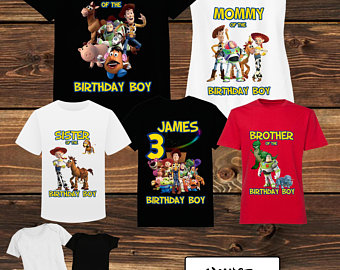 OF THE
BIRTHDAY BOY
MOMMY
OF THE
BIRTHDAY BOY
SISTER
OF THE
BIRTHDAY BOY
JAMES
3
BIRTHDAY BOY
BROTHER
OF THE
BIRTHDAY BOY